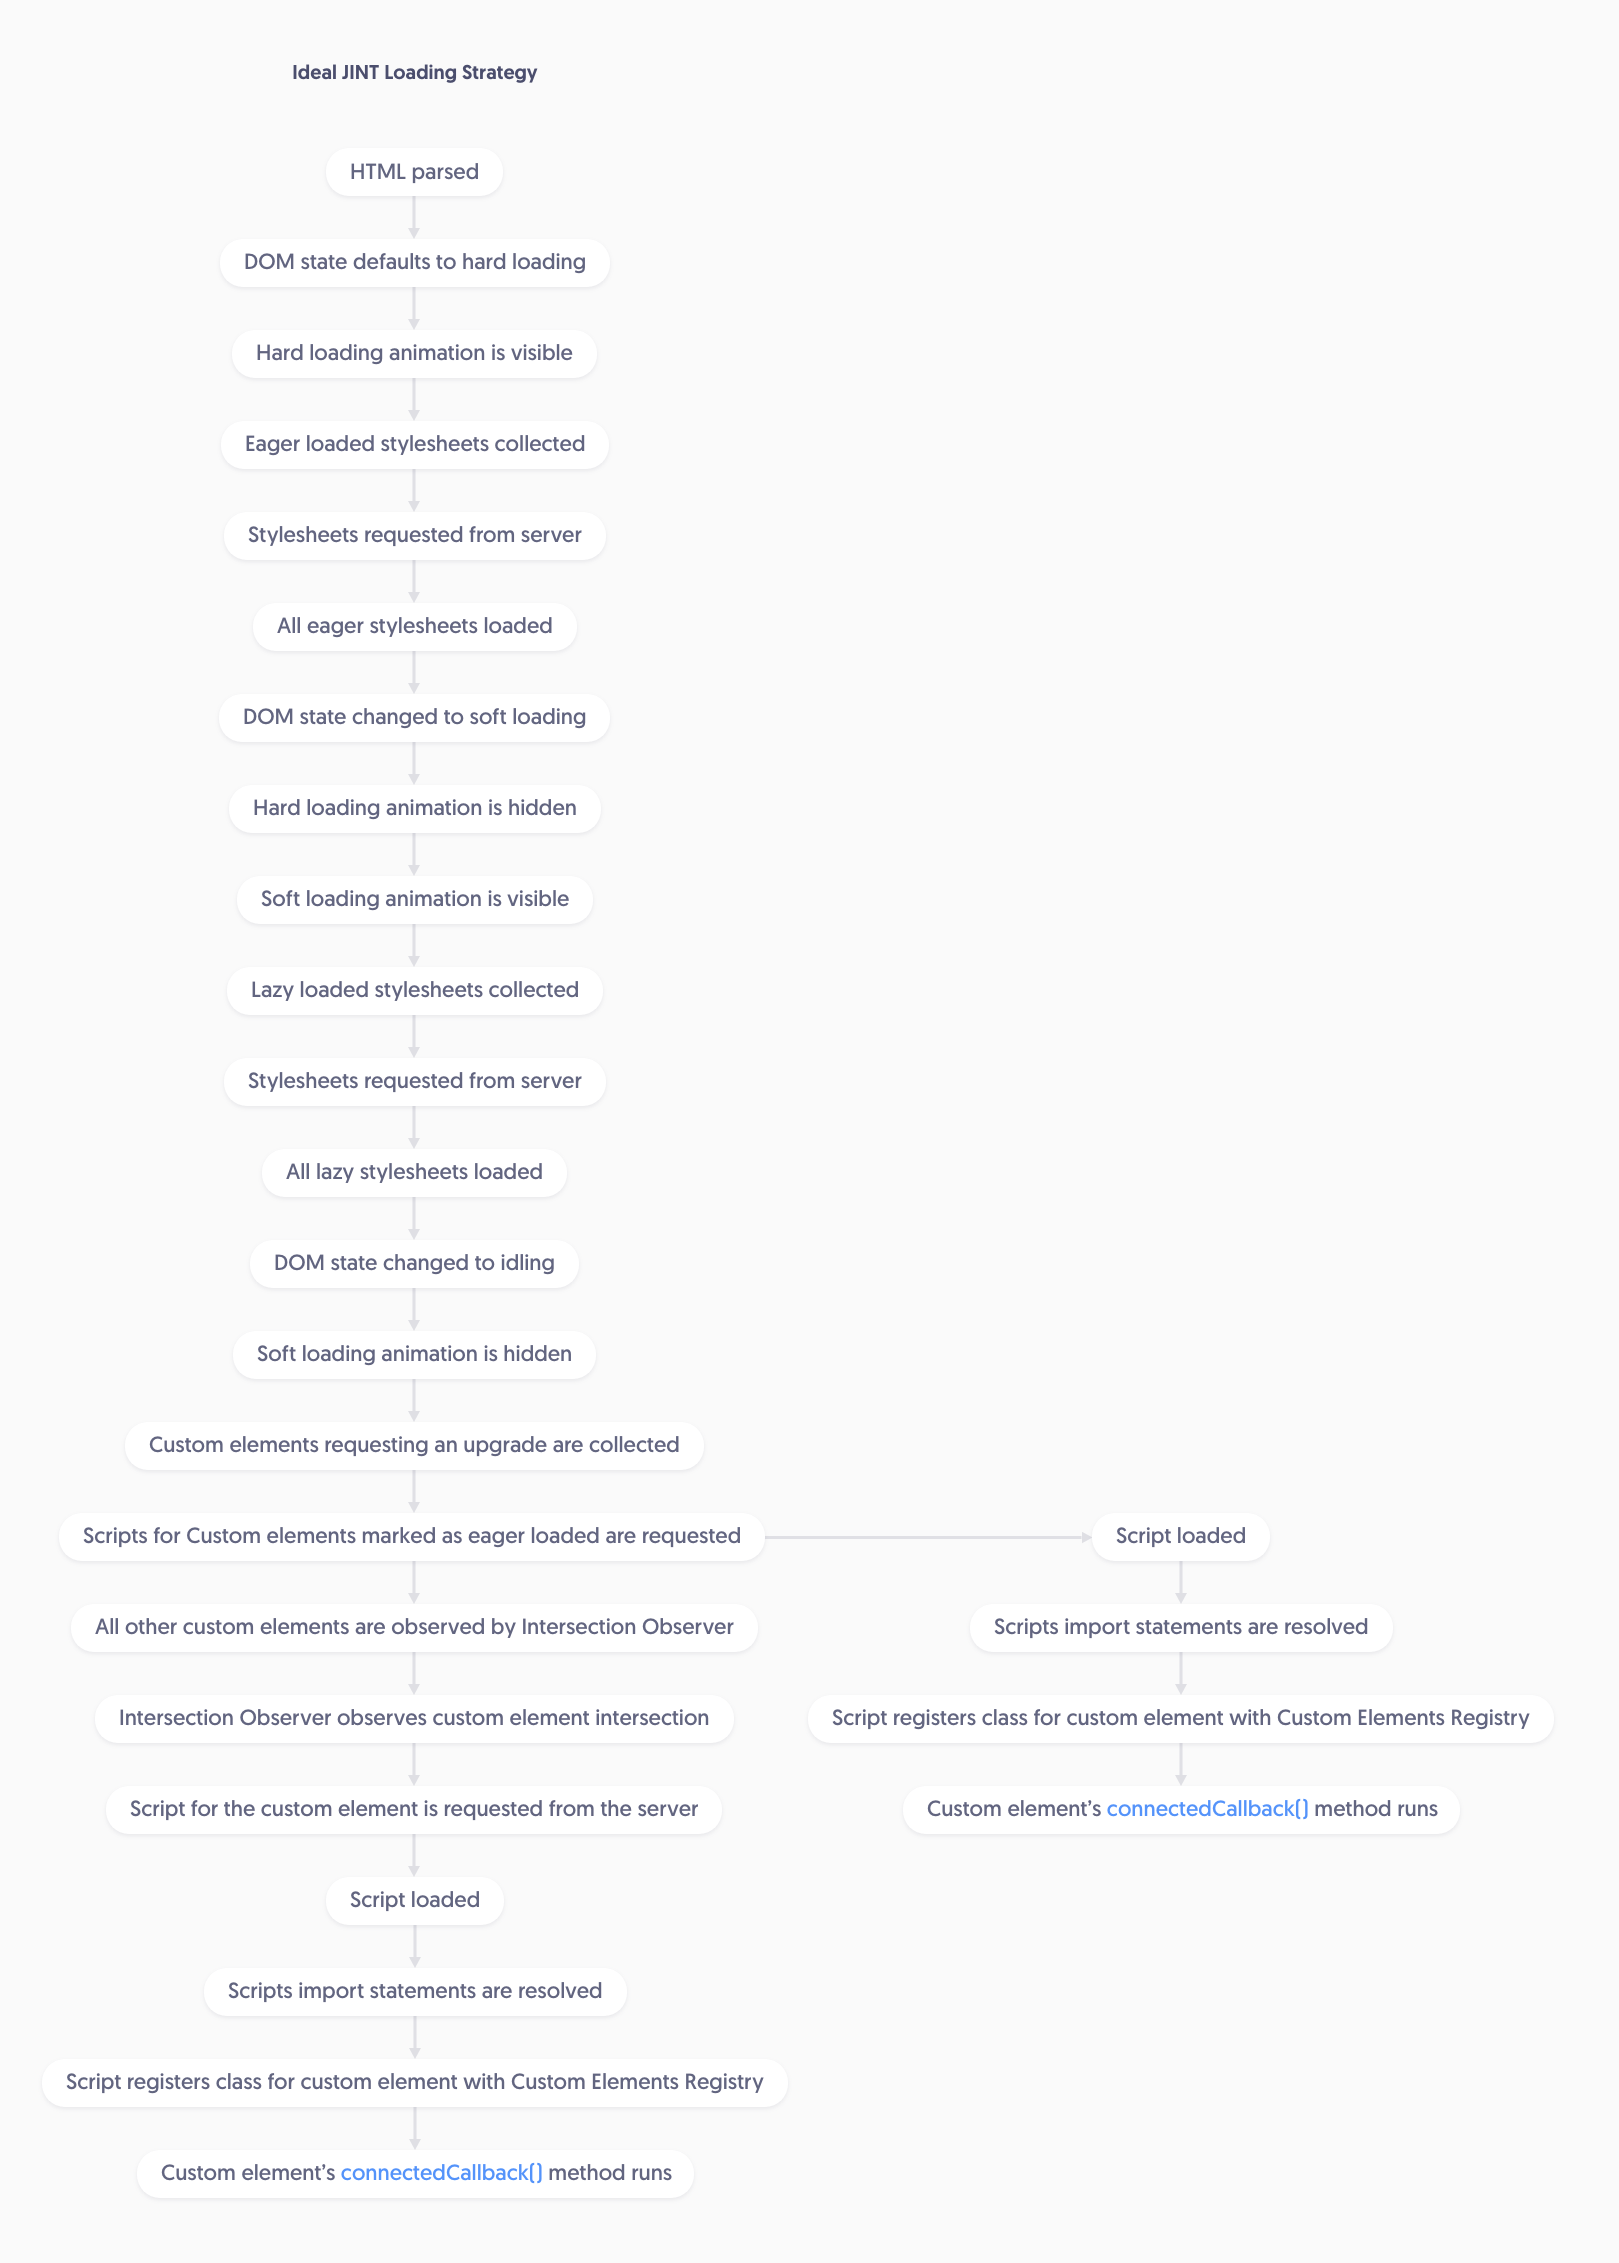 Ideal JINT Loading Strategy
HTML parsed
DOM state defaults to hard loading
Hard loading animation is visible
Eager loaded stylesheets collected
Stylesheets requested from server
All eager stylesheets loaded
DOM state changed to soft loading
Hard loading animation is hidden
Soft loading animation is visible
Lazy loaded stylesheets collected
Stylesheets requested from server
All lazy stylesheets loaded
DOM state changed to idling
Soft loading animation is hidden
Custom elements requesting an upgrade are collected
Scripts for Custom elements marked as eager loaded are requested
All other custom elements are observed by Intersection Observer
Intersection Observer observes custom element intersection
Script for the custom element is requested from the server
Script loaded
Scripts import statements are resolved
Script registers class for custom element with Custom Elements Registry
Custom element’s connectedCallback() method runs
Script loaded
Scripts import statements are resolved
Script registers class for custom element with Custom Elements Registry
Custom element’s connectedCallback() method runs